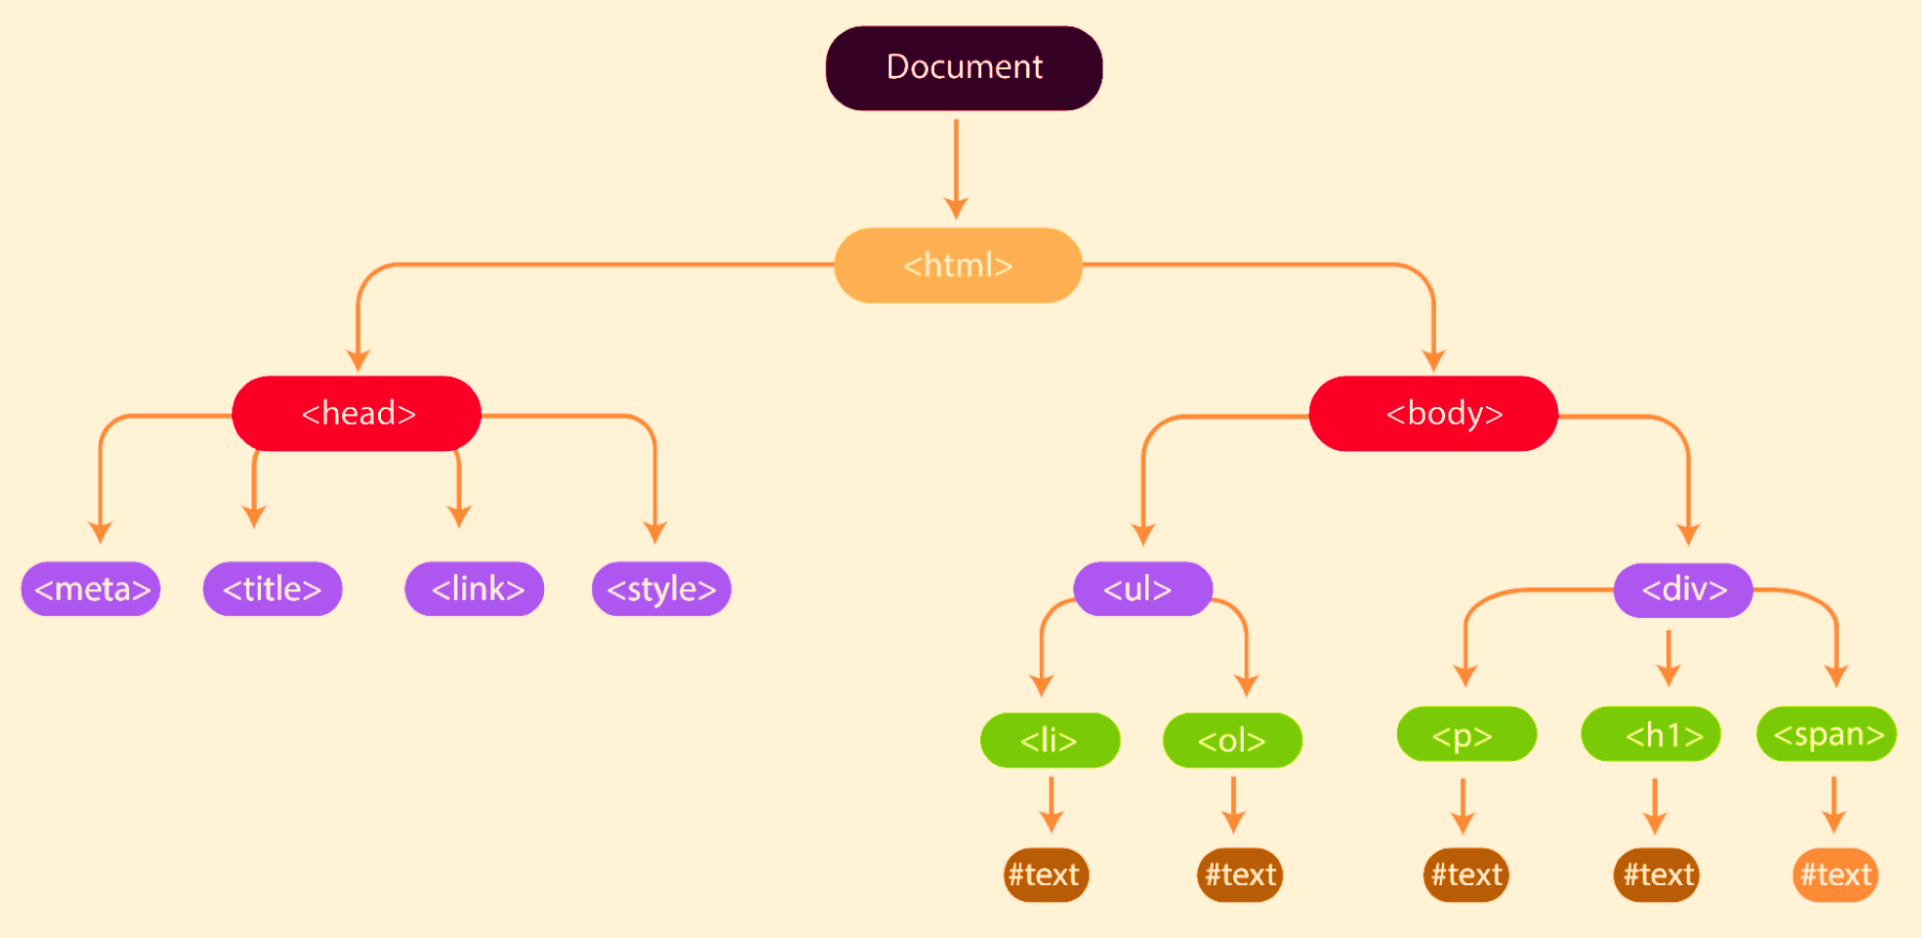 Document
<html>
<head>
<body>
<meta>
<title>
<link>
<style>
<ul>
<div>
<li>
<ol>
<p>
<h1>
<span>
#text
#text
#text
#text
#text